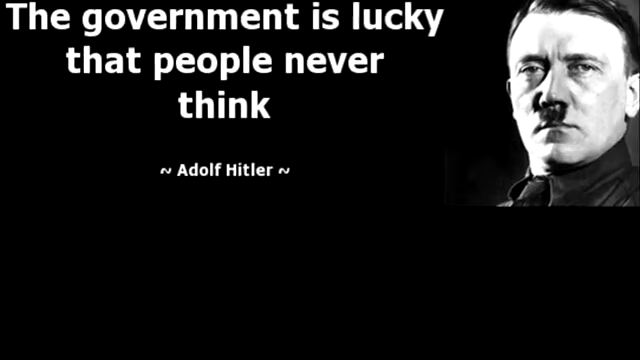 The government is lucky
that people never
think
~ Adolf Hitler ~